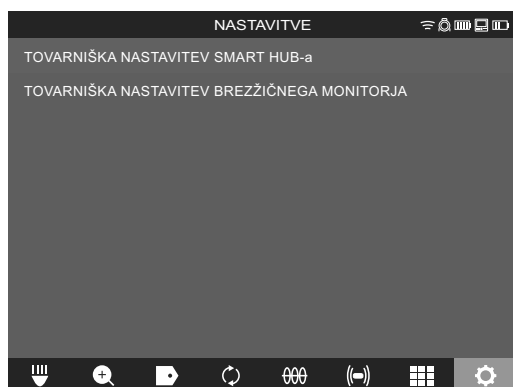 NASTAVITVE
TOVARNIŠKA NASTAVITEV SMART HUB-a
TOVARNIŠKA NASTAVITEV BREZŽIČNEGA MONITORJA